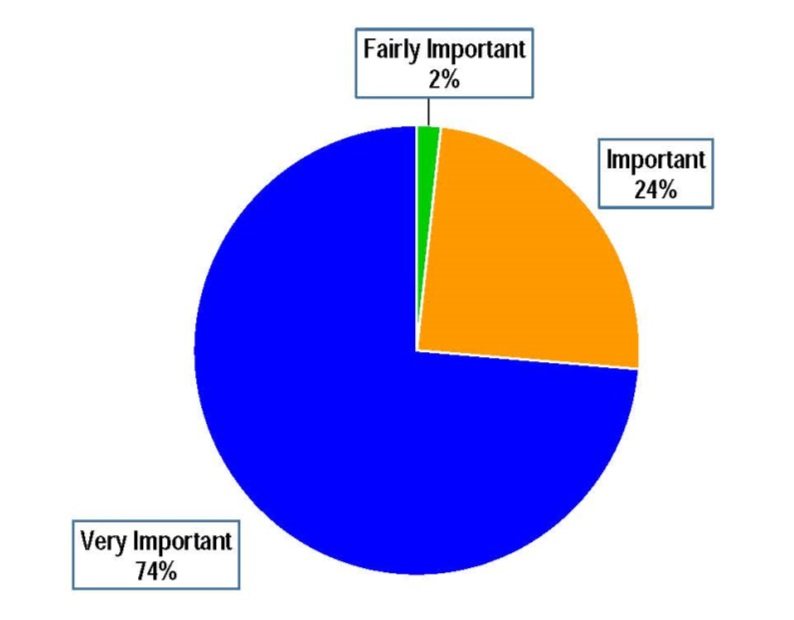 Fairly Important
2%
Important
24%
Very Important
74%